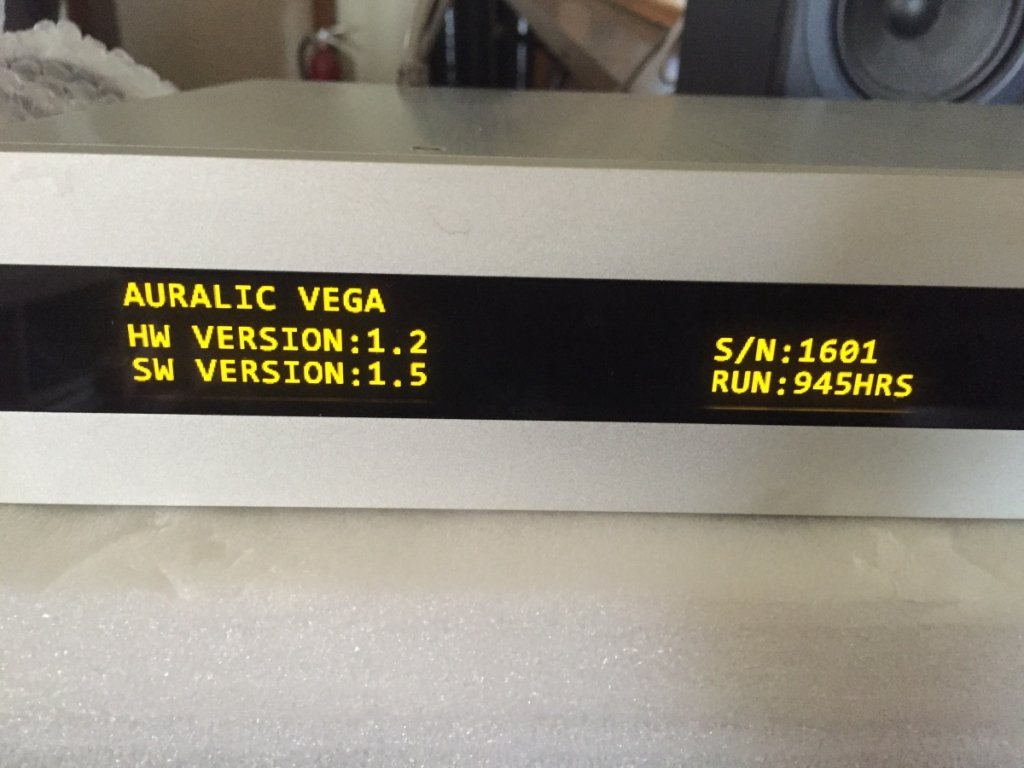 AURALIC VEGA
HW VERSION:1.2
SW VERSION:1.5
S/N:1601
RUN:945HRS